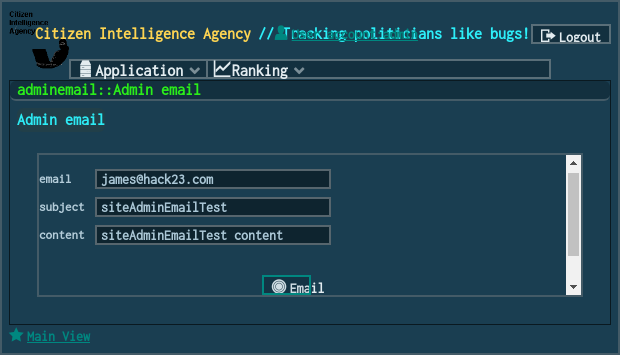 Citizen
Intelligence
Agency
Citizen Intelligence Agency // Tracking politicians like bugs!
Logout
Application
Ranking
adminemail::Admin email
Admin email
email james@hack23.com
subject siteAdminEmailTest
content siteAdminEmailTest content
Email
Main View